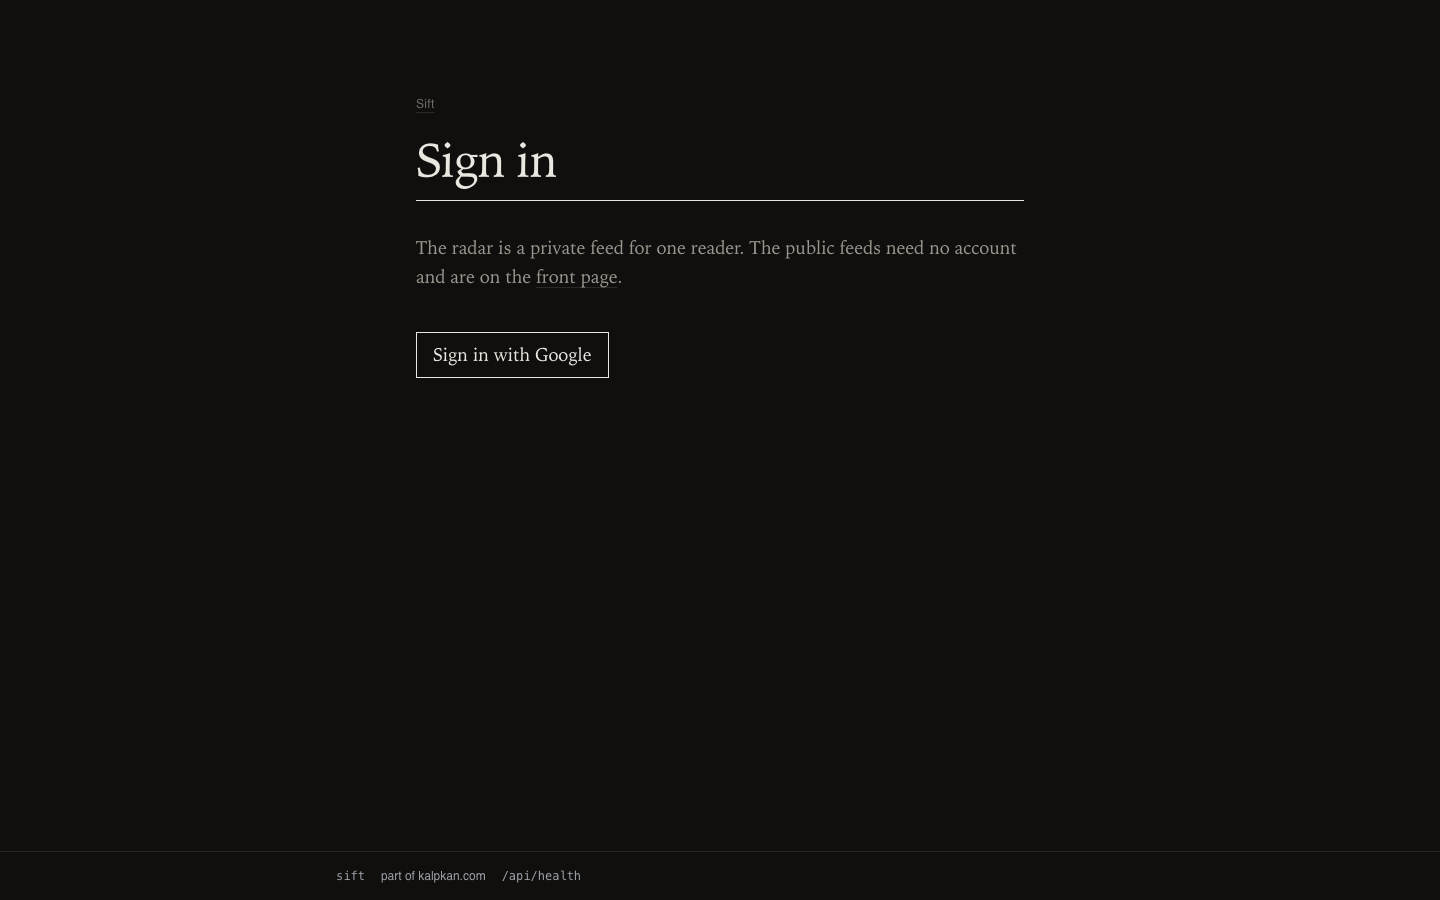 Sift
Sign in
The radar is a private feed for one reader. The public feeds need no account
and are on the front page.
Sign in with Google
sift part of kalpkan.com /api/health